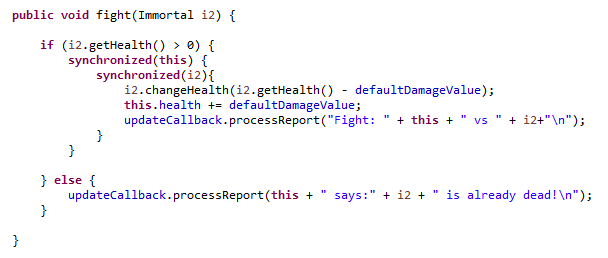 public void fight(Immortal i2) {
if (i2.getHealth() > 0) {
synchronized(this) {
synchronized(i2){
i2.changeHealth(i2.getHealth() - defaultDamageValue);
this.health += defaultDamageValue;
updateCallback.processReport("Fight: " + this + " vs " + i2+"\n");
}
}
} else {
updateCallback.processReport(this + " says:" + i2 + " is already dead!\n");
}
}